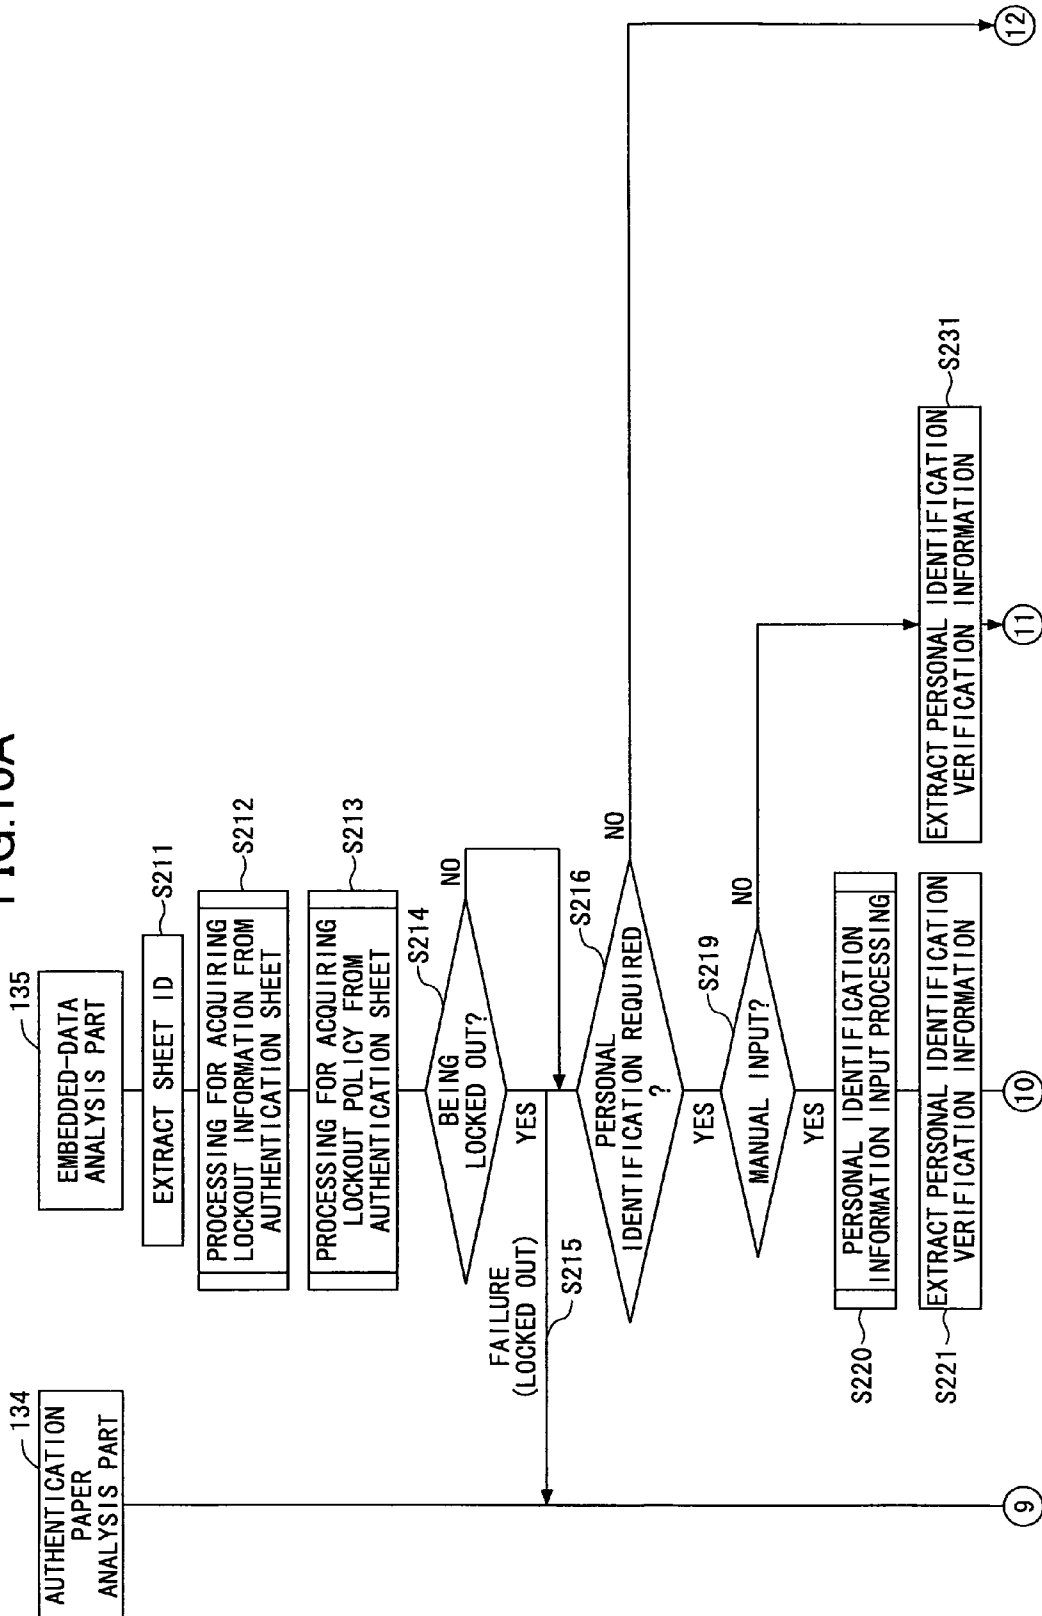 134
AUTHENTICATION
PAPER
ANALYSIS PART
135
EMBEDDED-DATA
ANALYSIS PART
S211
EXTRACT SHEET ID
S212
PROCESSING FOR ACQUIRING
LOCKOUT INFORMATION FROM
AUTHENTICATION SHEET
S213
PROCESSING FOR ACQUIRING
LOCKOUT POLICY FROM
AUTHENTICATION SHEET
S214
BEING
LOCKED OUT?
NO
YES
FAILURE
(LOCKED OUT)
S215
S216
PERSONAL
IDENTIFICATION REQUIRED
?
NO
YES
S219
MANUAL INPUT?
NO
YES
S220
PERSONAL IDENTIFICATION
INFORMATION INPUT PROCESSING
S221
EXTRACT PERSONAL IDENTIFICATION
VERIFICATION INFORMATION
S231
EXTRACT PERSONAL IDENTIFICATION
VERIFICATION INFORMATION
9
10
11
12